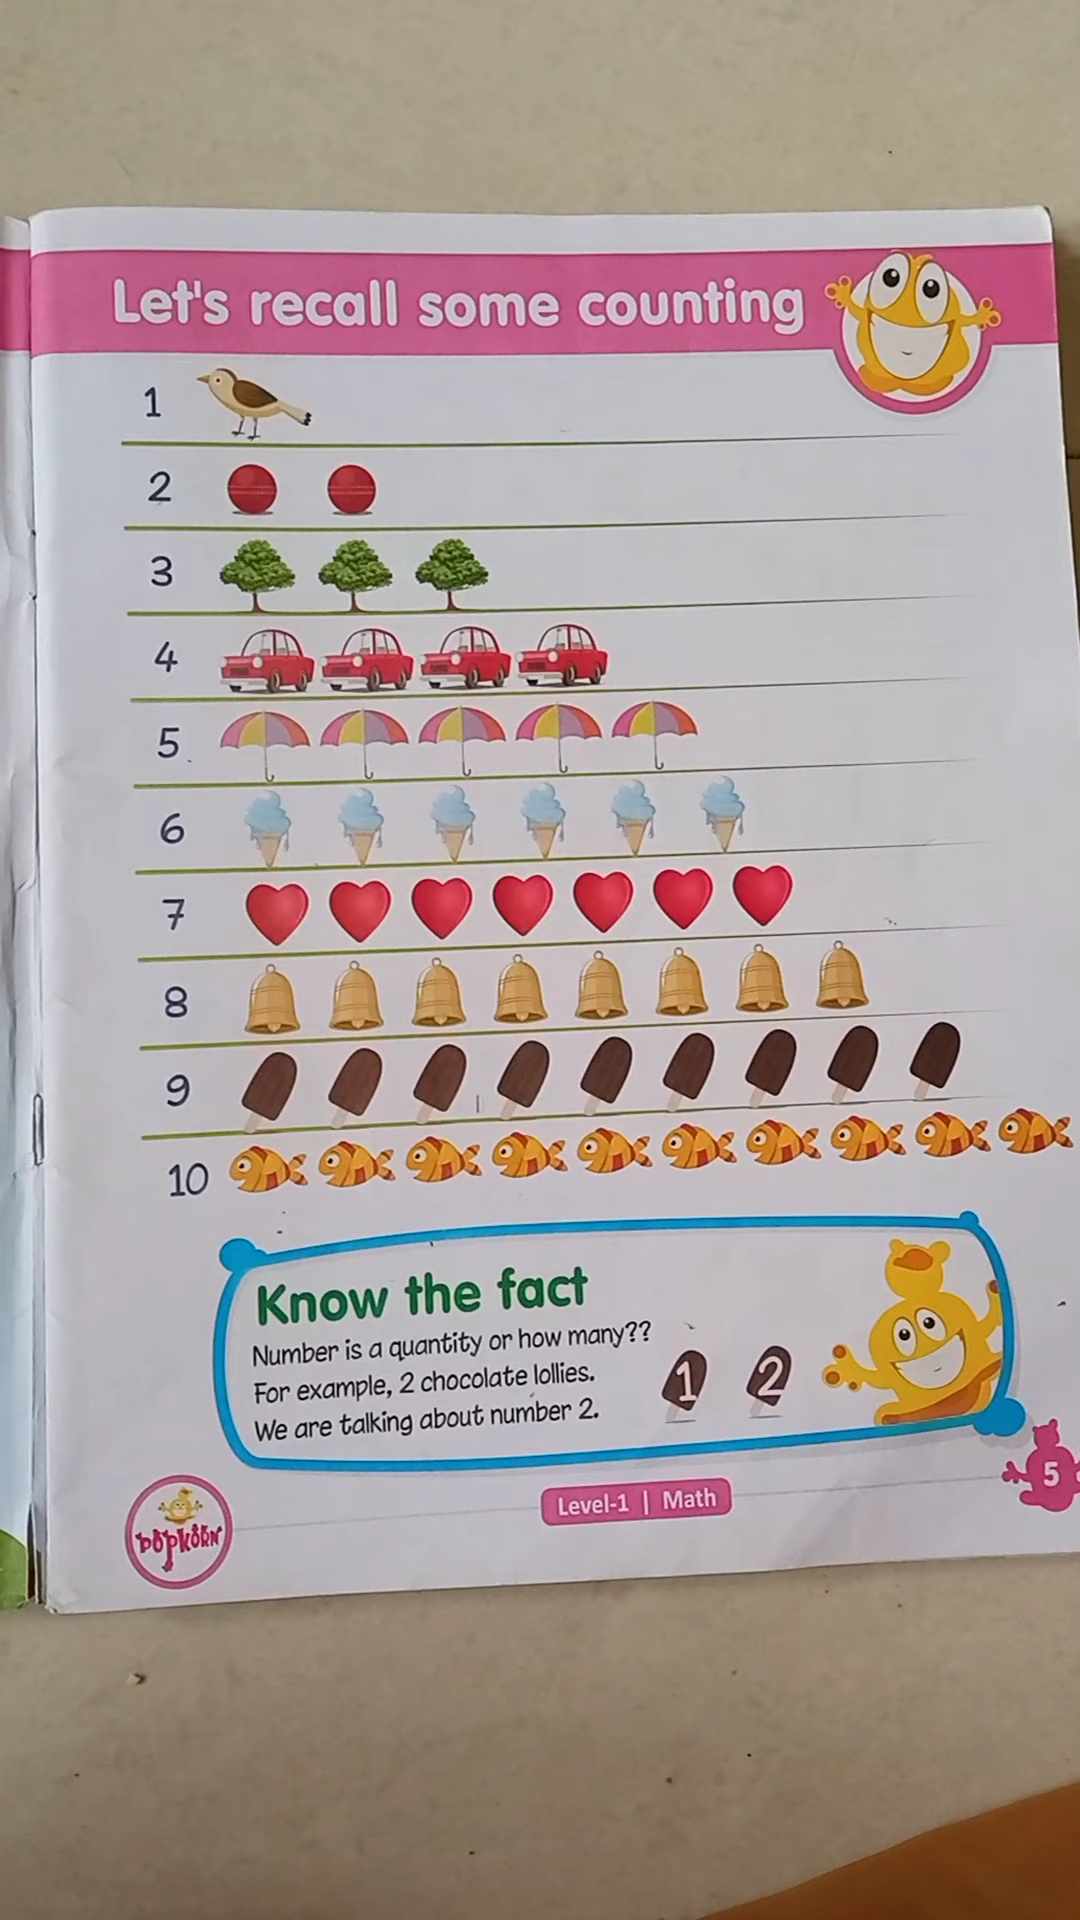 Let's recall some counting
1
2
3
4
5
6
7
8
9
10
Know the fact
Number is a quantity or how many??
For example, 2 chocolate lollies.
We are talking about number 2.
1 2
Level-1 | Math
5
POPKORN